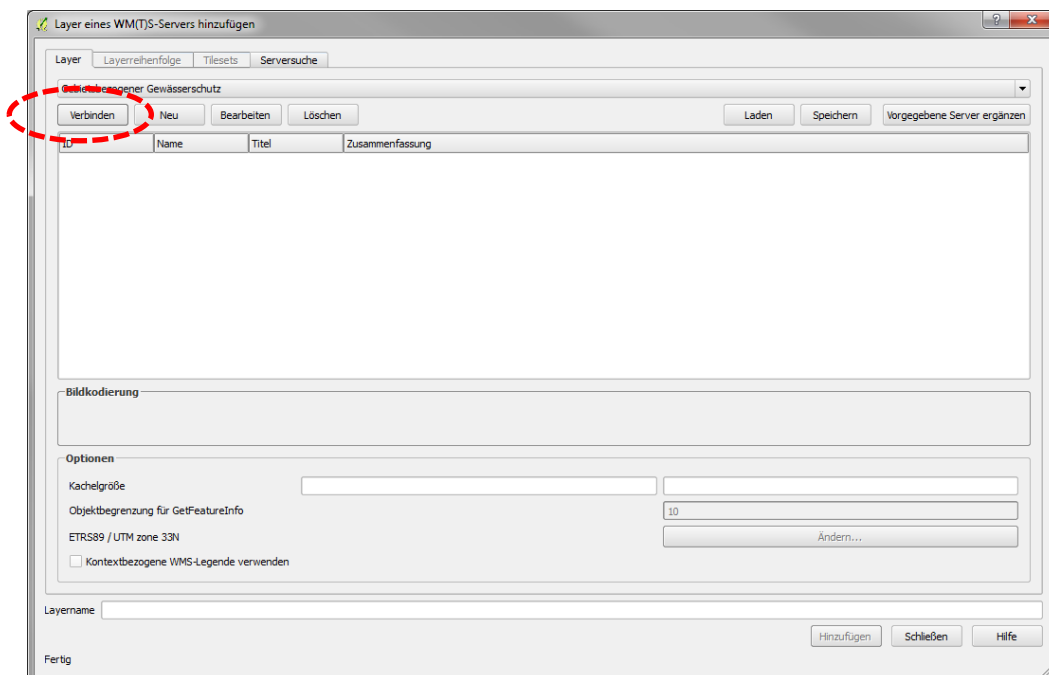 Layer eines WM(T)S-Servers hinzufügen
?
Layer Layerreihenfolge Tilesets Serversuche
Gebietsbezogener Gewässerschutz
Verbinden Neu Bearbeiten Löschen Laden Speichern Vorgegebene Server ergänzen
ID Name Titel Zusammenfassung
Bildkodierung
Optionen
Kachelgröße
Objektbegrenzung für GetFeatureInfo 10
ETRS89 / UTM zone 33N Ändern...
Kontextbezogene WMS-Legende verwenden
Layername
Hinzufügen Schließen Hilfe
Fertig